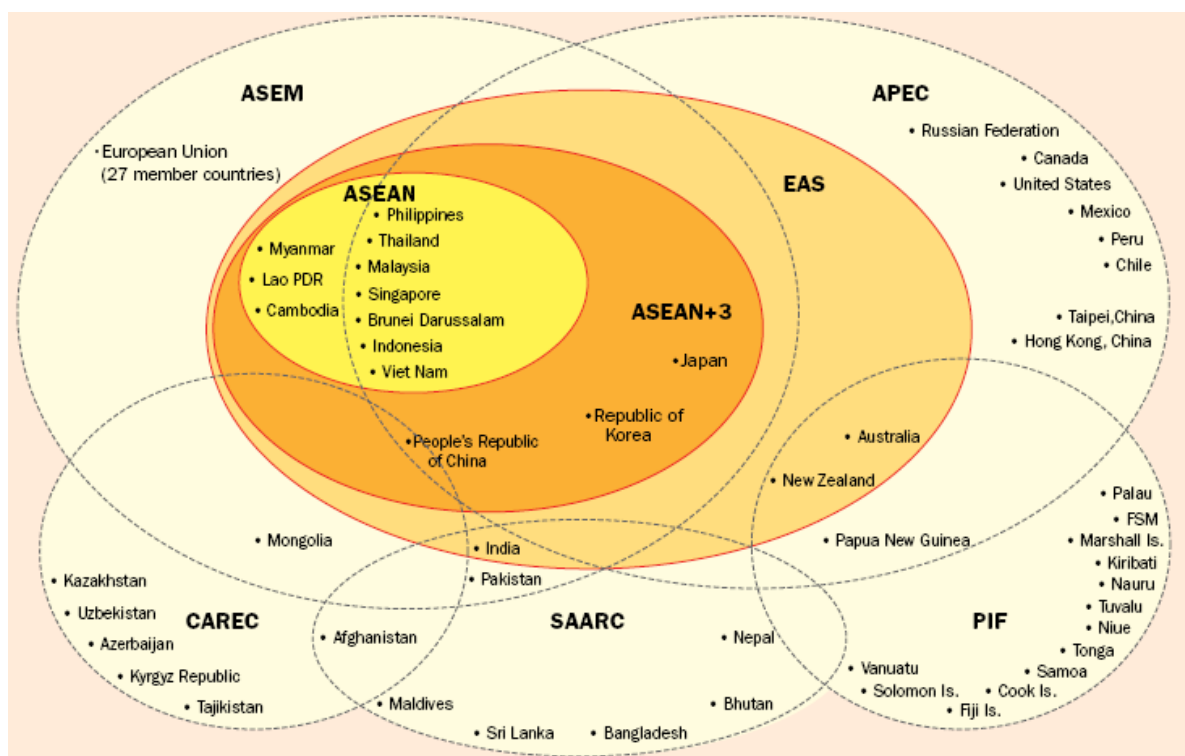 ASEM
· European Union
(27 member countries)
ASEAN
• Philippines
• Thailand
• Malaysia
• Singapore
• Brunei Darussalam
• Indonesia
• Viet Nam
• Myanmar
• Lao PDR
• Cambodia
ASEAN+3
• Japan
• Republic of
Korea
• People's Republic
of China
EAS
APEC
• Russian Federation
• Canada
• United States
• Mexico
• Peru
• Chile
• Taipei,China
• Hong Kong, China
• Australia
• New Zealand
• Papua New Guinea
• Mongolia
• India
• Pakistan
• Kazakhstan
• Uzbekistan
• Azerbaijan
• Kyrgyz Republic
• Tajikistan
CAREC
• Afghanistan
SAARC
• Nepal
• Maldives
• Sri Lanka
• Bangladesh
• Bhutan
PIF
• Palau
• FSM
• Marshall Is.
• Kiribati
• Nauru
• Tuvalu
• Niue
• Tonga
• Samoa
• Cook Is.
• Fiji Is.
• Solomon Is.
• Vanuatu